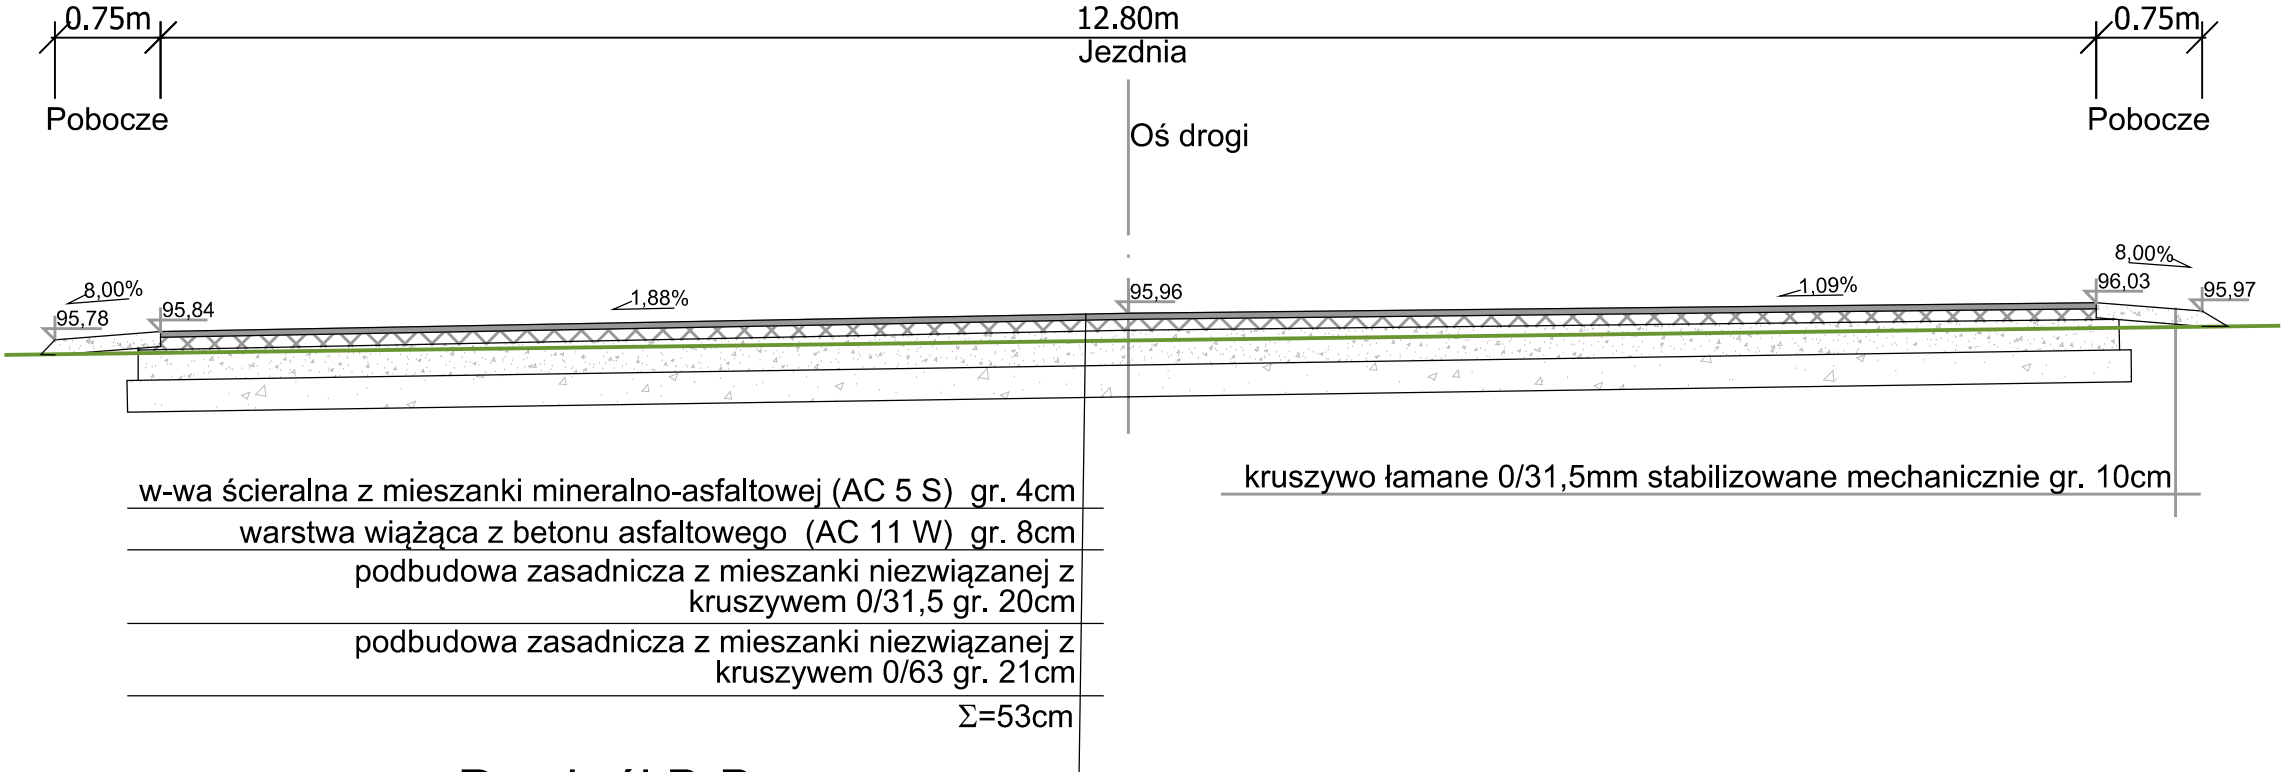 0.75m
12.80m
0.75m
Jezdnia
Pobocze
Pobocze
Oś drogi
8,00%
95,78
95,84
1,88%
95,96
1,09%
8,00%
96,03
95,97
w-wa ścieralna z mieszanki mineralno-asfaltowej (AC 5 S) gr. 4cm
warstwa wiążąca z betonu asfaltowego (AC 11 W) gr. 8cm
podbudowa zasadnicza z mieszanki niezwiązanej z
kruszywem 0/31,5 gr. 20cm
podbudowa zasadnicza z mieszanki niezwiązanej z
kruszywem 0/63 gr. 21cm
Σ=53cm
kruszywo łamane 0/31,5mm stabilizowane mechanicznie gr. 10cm